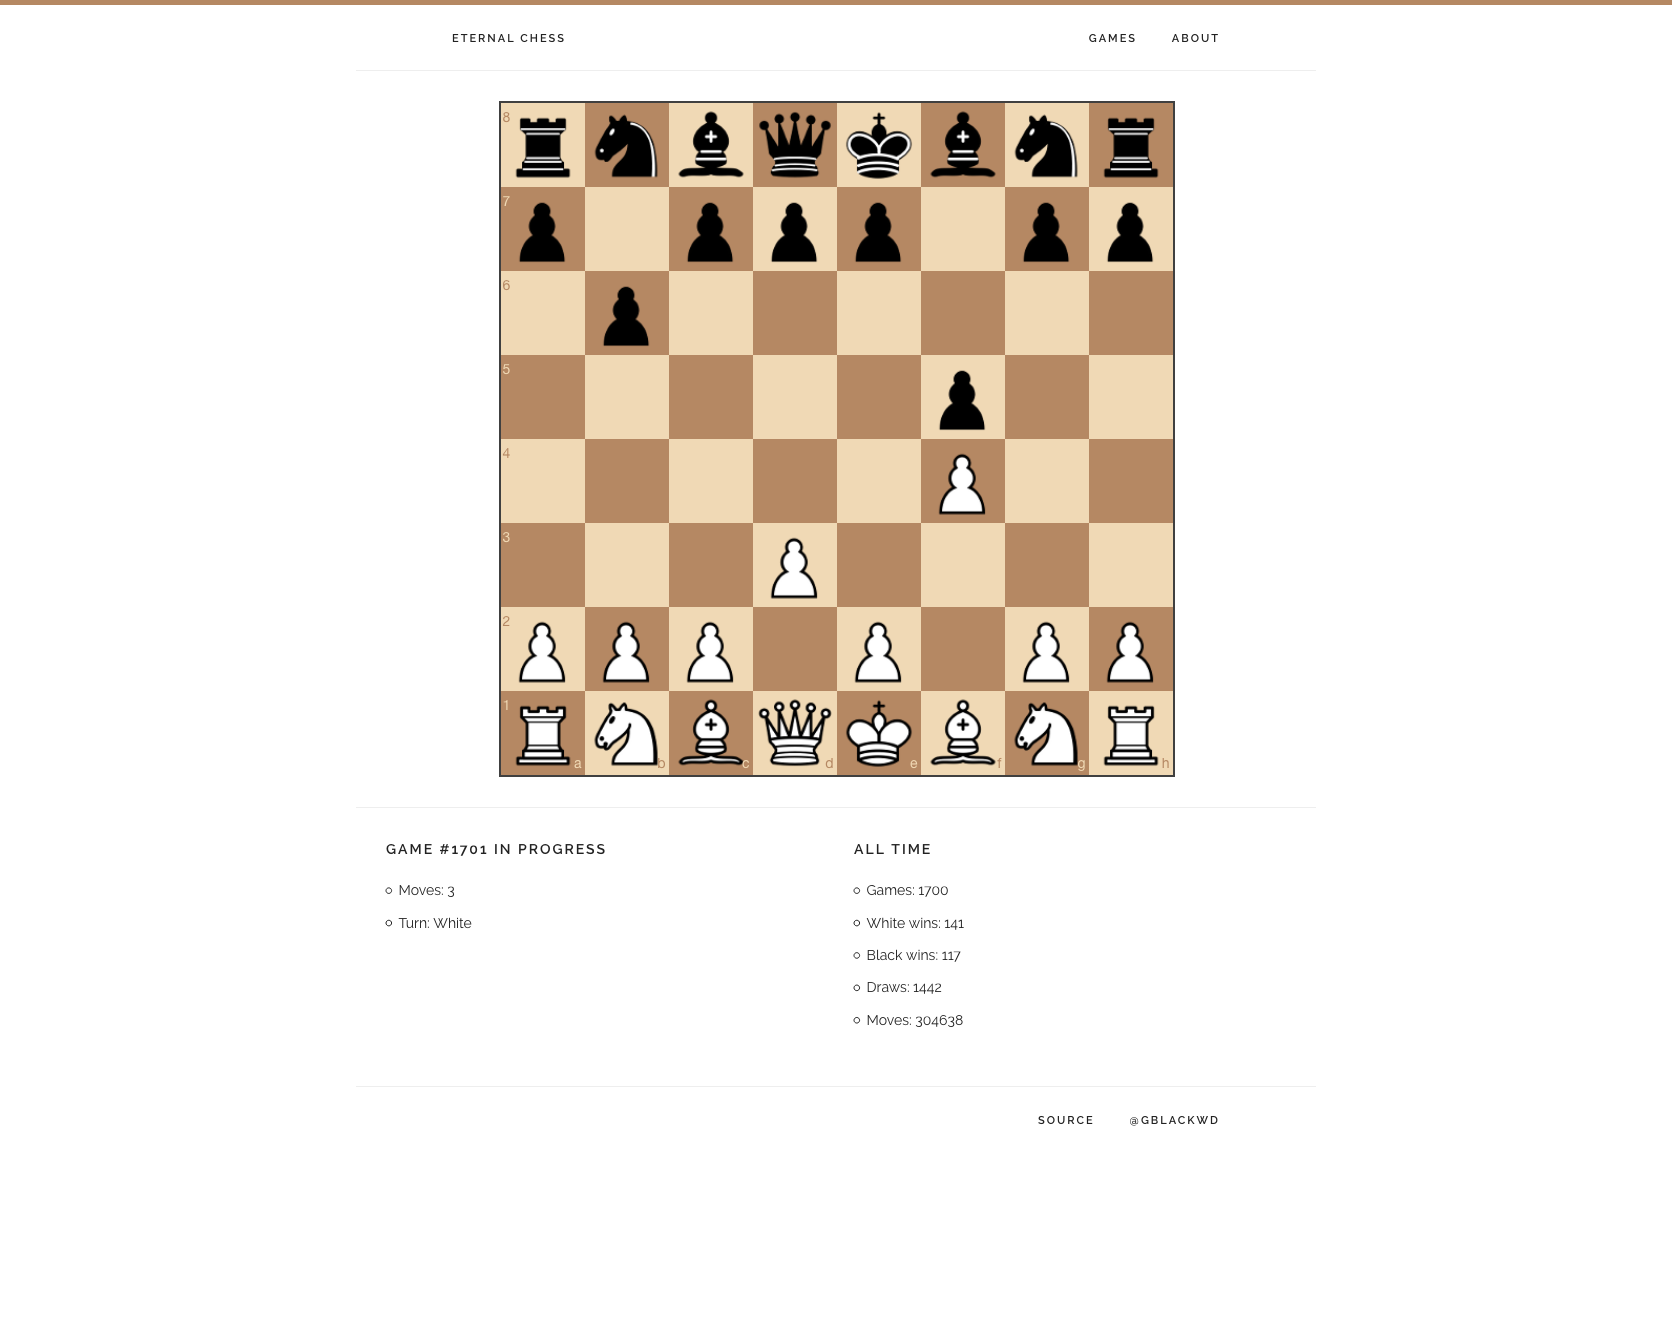 ETERNAL CHESS
GAMES ABOUT
8
7
6
5
4
3
2
1
a b c d e f g h
GAME #1701 IN PROGRESS
Moves: 3
Turn: White
ALL TIME
Games: 1700
White wins: 141
Black wins: 117
Draws: 1442
Moves: 304638
SOURCE @GBLACKWD